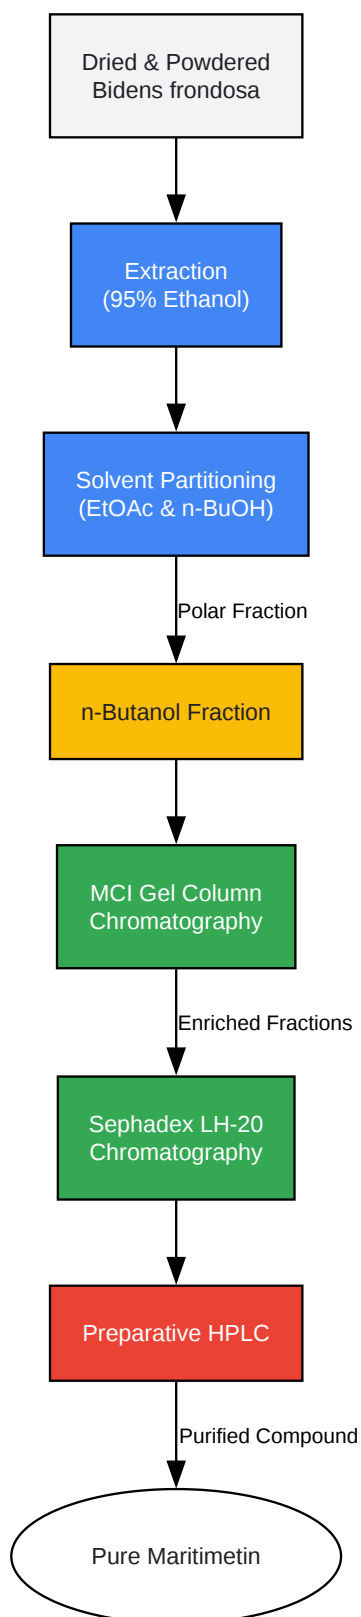 Dried & Powdered
Bidens frondosa
Extraction
(95% Ethanol)
Solvent Partitioning
(EtOAc & n-BuOH)
Polar Fraction
n-Butanol Fraction
MCI Gel Column
Chromatography
Enriched Fractions
Sephadex LH-20
Chromatography
Preparative HPLC
Purified Compound
Pure Maritimetin